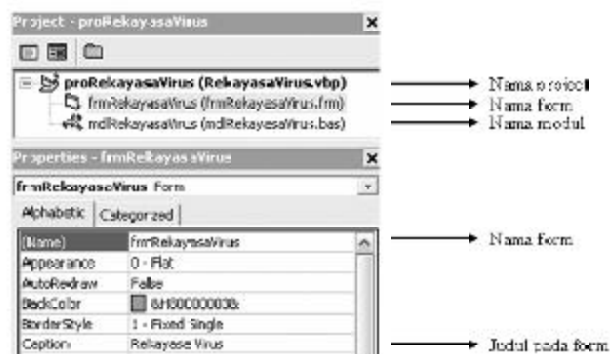 Project - proRekayasaVirus
proRekayasaVirus (RekayasaVirus.vbp)
Nama project
frmRekayasaVirus (frmRekayasaVirus.frm)
Nama form
mdlRekayasaVirus (mdlRekayasaVirus.bas)
Nama modul
Properties - frmRekayasaVirus
frmRekayasaVirus Form
Alphabetic Categorized
(Name) frmRekayasaVirus
Nama form
Appearance 0 - Flat
AutoRedraw False
BackColor &H80000003&
BorderStyle 1 - Fixed Single
Caption Rekayasa Virus
Judul pada form